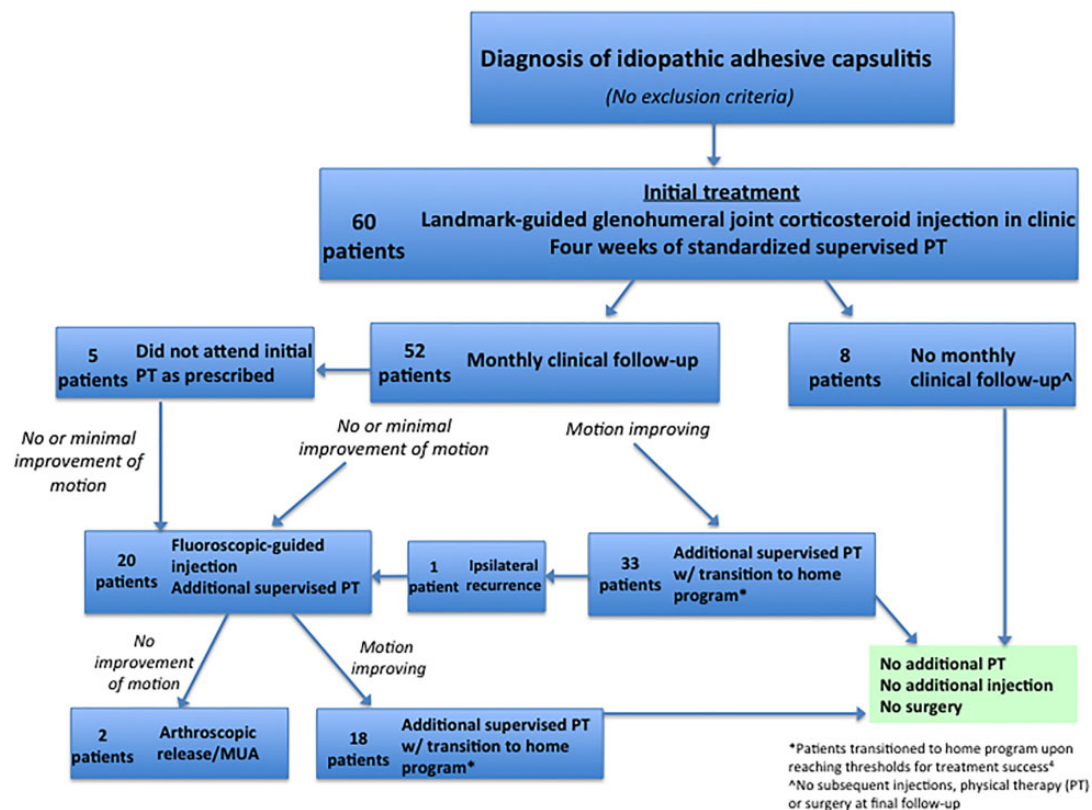 Diagnosis of idiopathic adhesive capsulitis
(No exclusion criteria)
60
patients
Initial treatment
Landmark-guided glenohumeral joint corticosteroid injection in clinic
Four weeks of standardized supervised PT
5
patients
Did not attend initial
PT as prescribed
52
patients
Monthly clinical follow-up
8
patients
No monthly
clinical follow-up^
No or minimal
improvement of
motion
No or minimal
improvement of motion
Motion improving
20
patients
Fluoroscopic-guided
injection
Additional supervised PT
1
patient
Ipsilateral
recurrence
33
patients
Additional supervised PT
w/ transition to home
program*
No
improvement
of motion
Motion
improving
No additional PT
No additional injection
No surgery
2
patients
Arthroscopic
release/MUA
18
patients
Additional supervised PT
w/ transition to home
program*
*Patients transitioned to home program upon
reaching thresholds for treatment success⁴
^No subsequent injections, physical therapy (PT)
or surgery at final follow-up